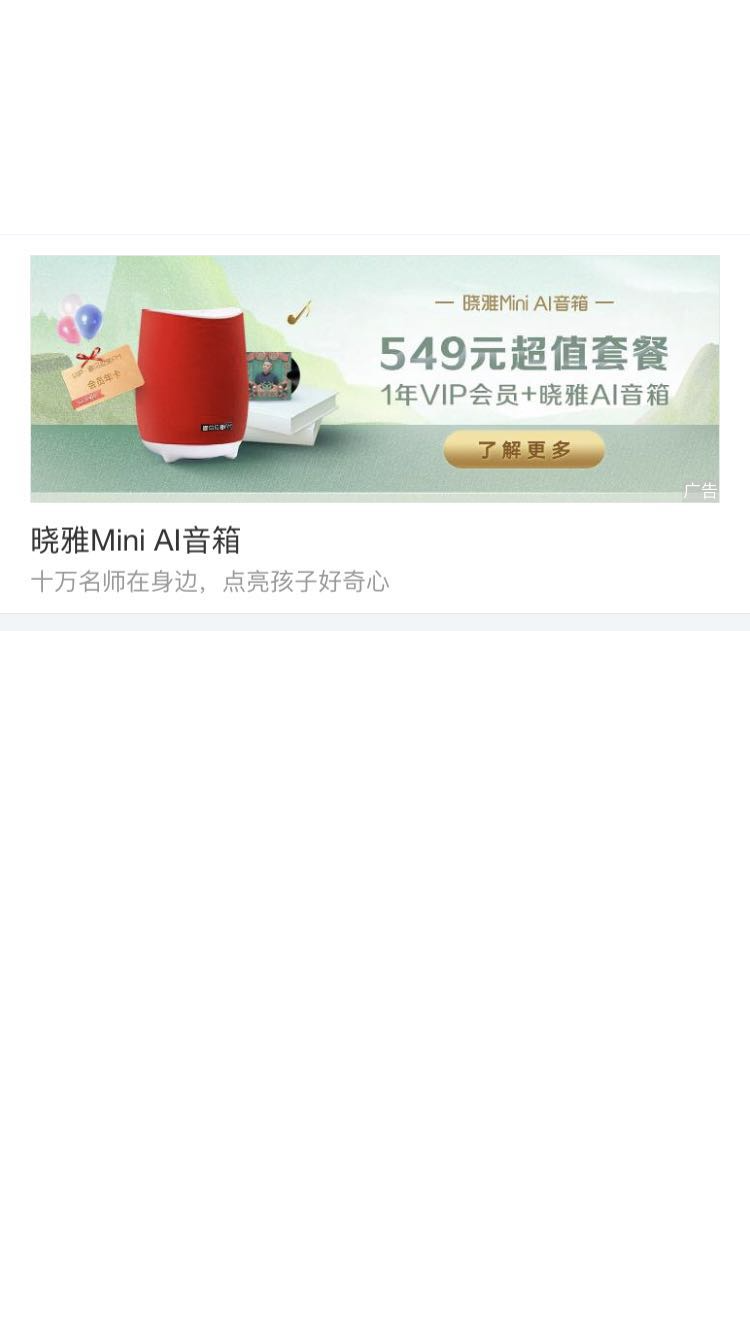 — 晓雅Mini AI音箱 —
549元超值套餐
1年VIP会员+晓雅AI音箱
会员年卡
了解更多
广告
晓雅Mini AI音箱
十万名师在身边，点亮孩子好奇心